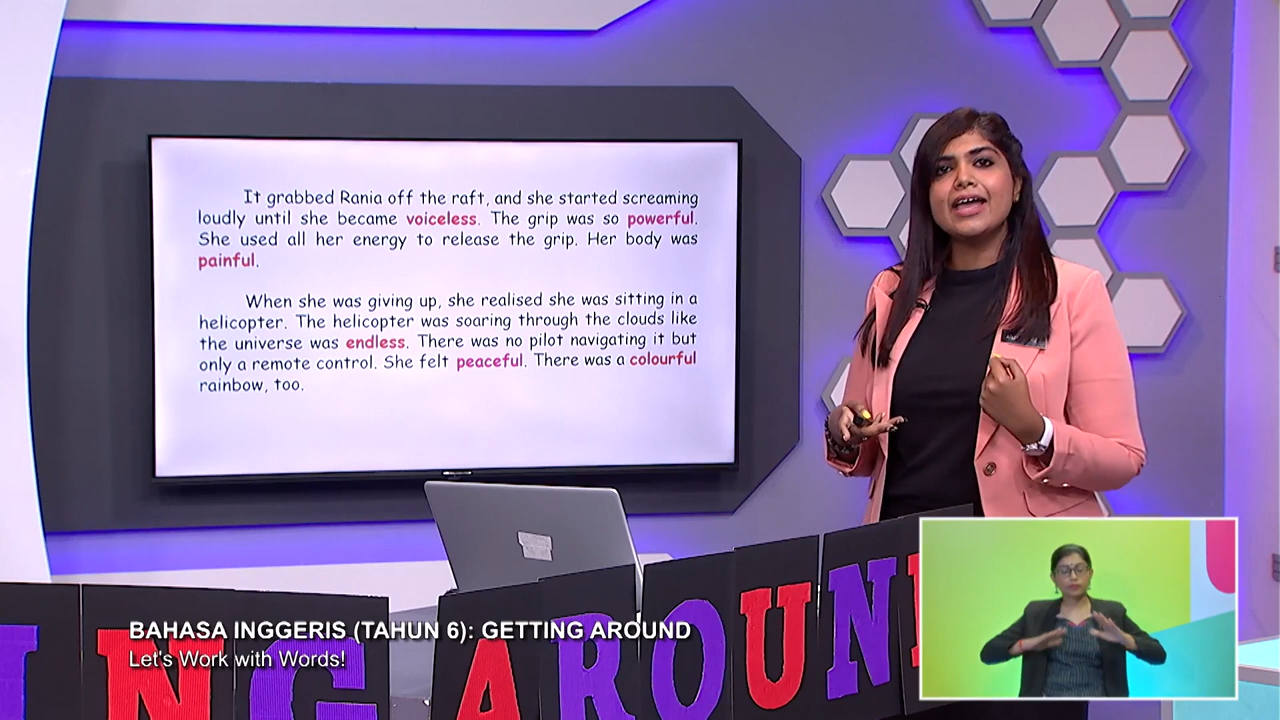 It grabbed Rania off the raft, and she started screaming
loudly until she became voiceless. The grip was so powerful.
She used all her energy to release the grip. Her body was
painful.
When she was giving up, she realised she was sitting in a
helicopter. The helicopter was soaring through the clouds like
the universe was endless. There was no pilot navigating it but
only a remote control. She felt peaceful. There was a colourful
rainbow, too.
ING AROUN
BAHASA INGGERIS (TAHUN 6): GETTING AROUND
Let's Work with Words!